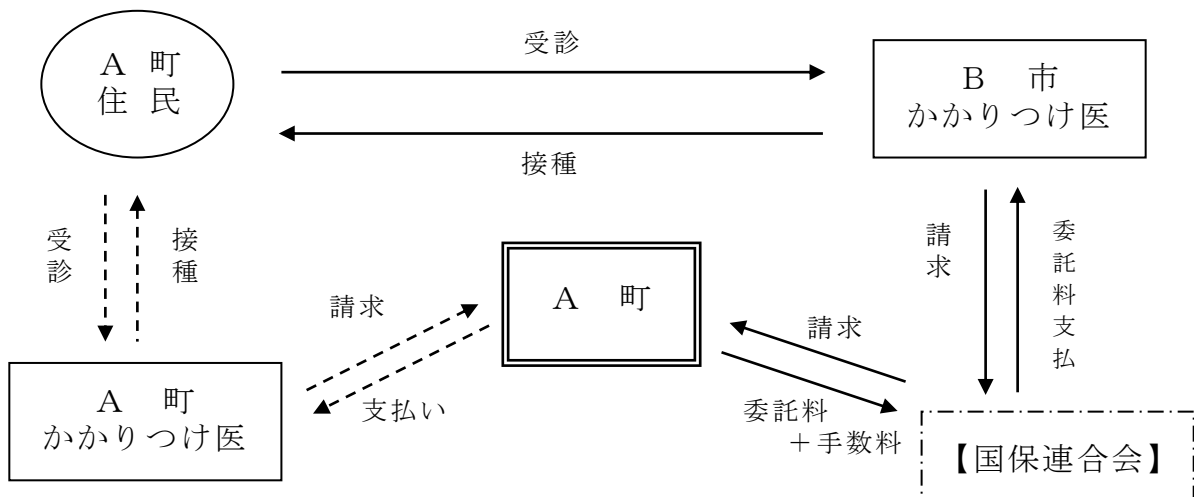 A 町
住 民
受診
接種
B 市
かかりつけ医
受診
接種
請求
支払い
A 町
請求
委託料
+手数料
請求
委託料支払
A 町
かかりつけ医
【国保連合会】